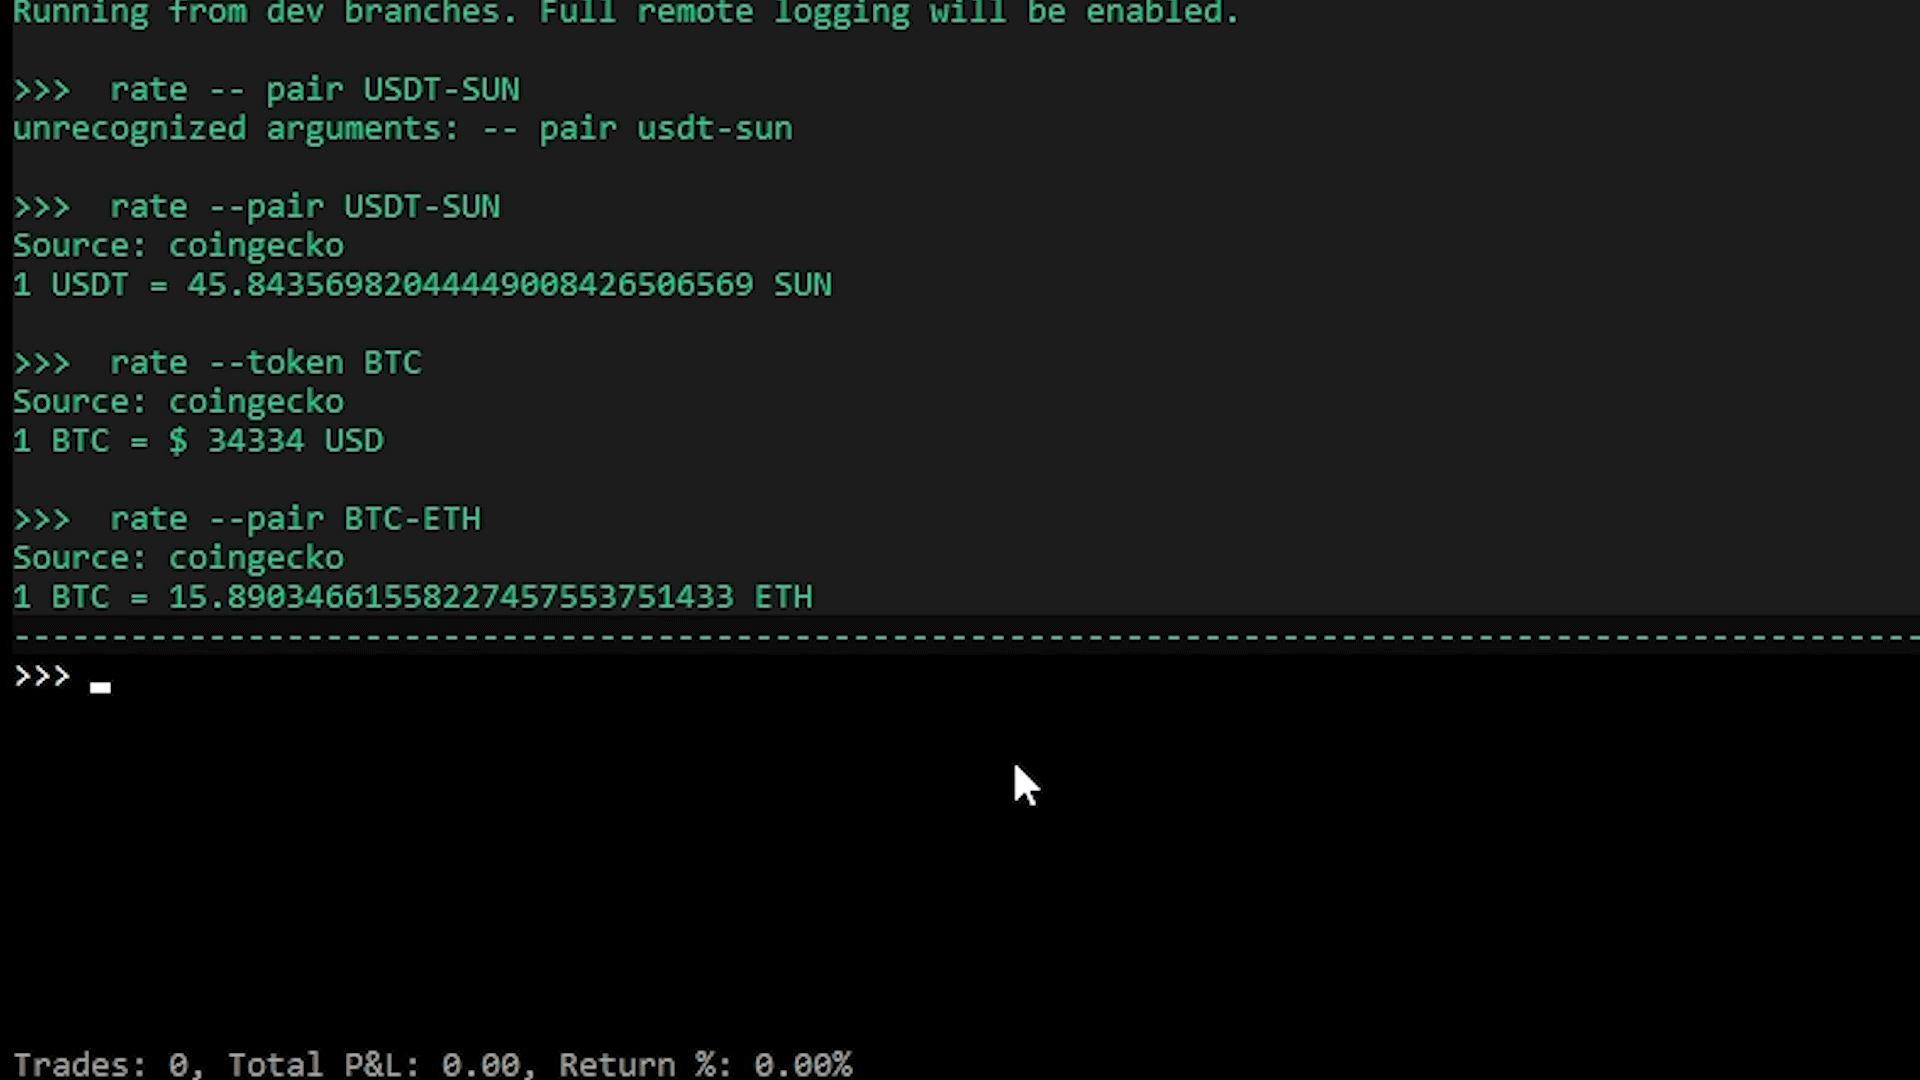 Running from dev branches. Full remote logging will be enabled.
>>>  rate -- pair USDT-SUN
unrecognized arguments: -- pair usdt-sun
>>>  rate --pair USDT-SUN
Source: coingecko
1 USDT = 45.84356982044449008426506569 SUN
>>>  rate --token BTC
Source: coingecko
1 BTC = $ 34334 USD
>>>  rate --pair BTC-ETH
Source: coingecko
1 BTC = 15.89034661558227457553751433 ETH
>>>
Trades: 0, Total P&L: 0.00, Return %: 0.00%